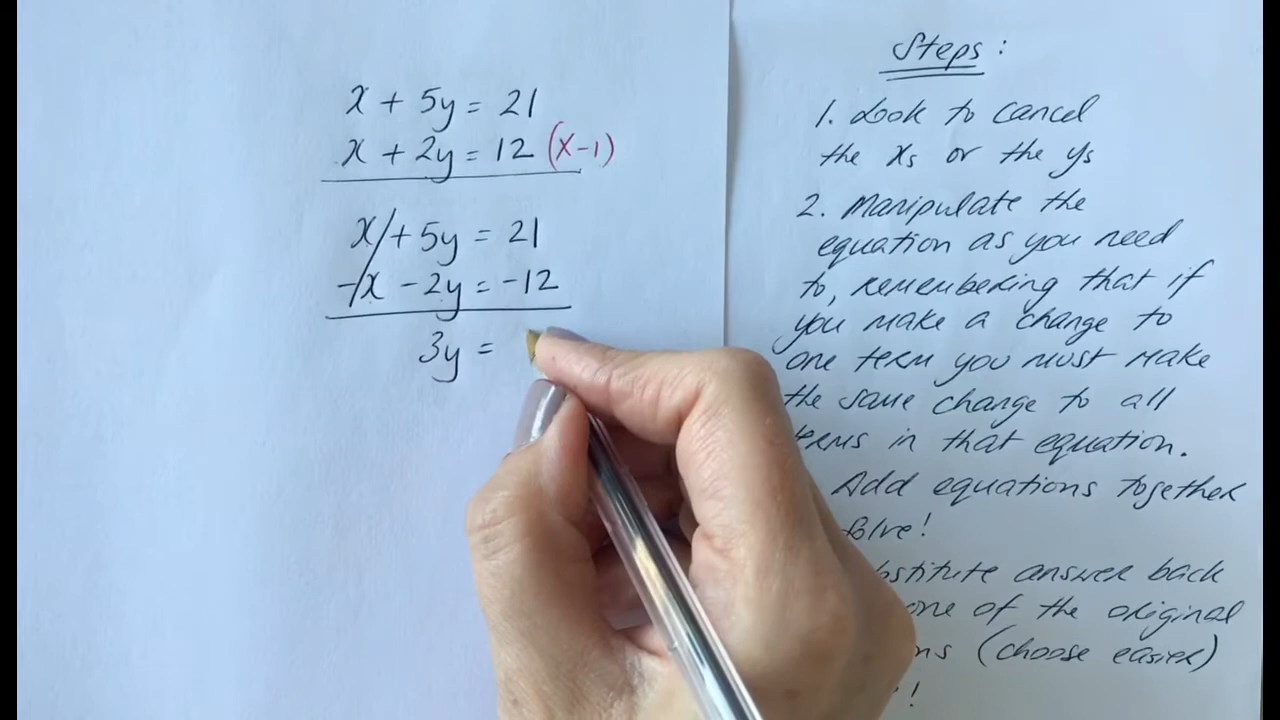 x + 5y = 21
x + 2y = 12 (x-1)
x + 5y = 21
-x - 2y = -12
3y =
Steps:
1. Look to cancel
the xs or the ys
2. Manipulate the
equation as you need
to, remembering that if
you make a change to
one term you must make
the same change to all
terms in that equation.
Add equations together
solve!
answer back
one of the original
(choose easier)
!